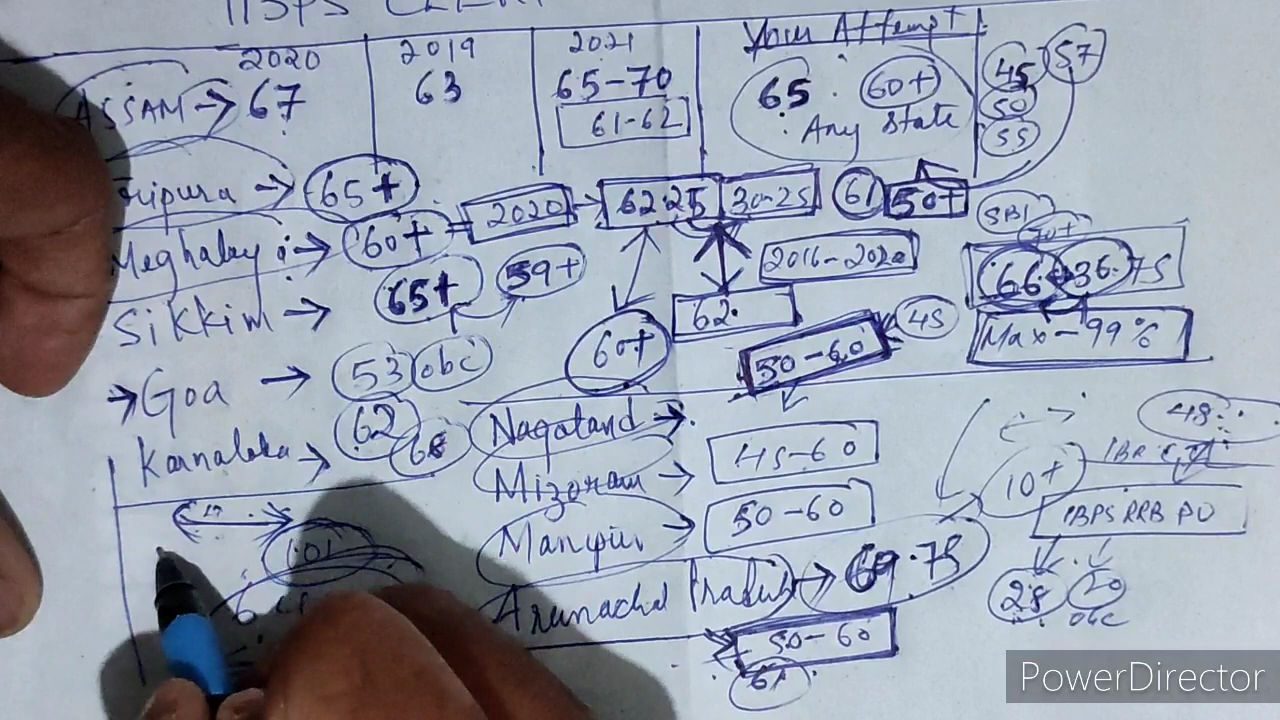 IBPS CLERK
2020 2019 2021 Your Attempt
ASSAM → 67 63 65-70 65 60+ 45 57
61-62 Any state 50
55
Tripura → 65+
2020 → 62.25 30.25 61 50+
Meghalaya → 60+
SBI
70+
65+ 59+ 2016-2020 66 36.75
Sikkim →
62. 45 Max - 99%
60+ 50-60
→ Goa → 53 obc
Karnataka → 62
Nagaland → 48
Mizoram → 45-60 10+
Manipur → 50-60 IBPS RRB PO
Arunachal Pradesh → 69.75
28 20
obc
50-60